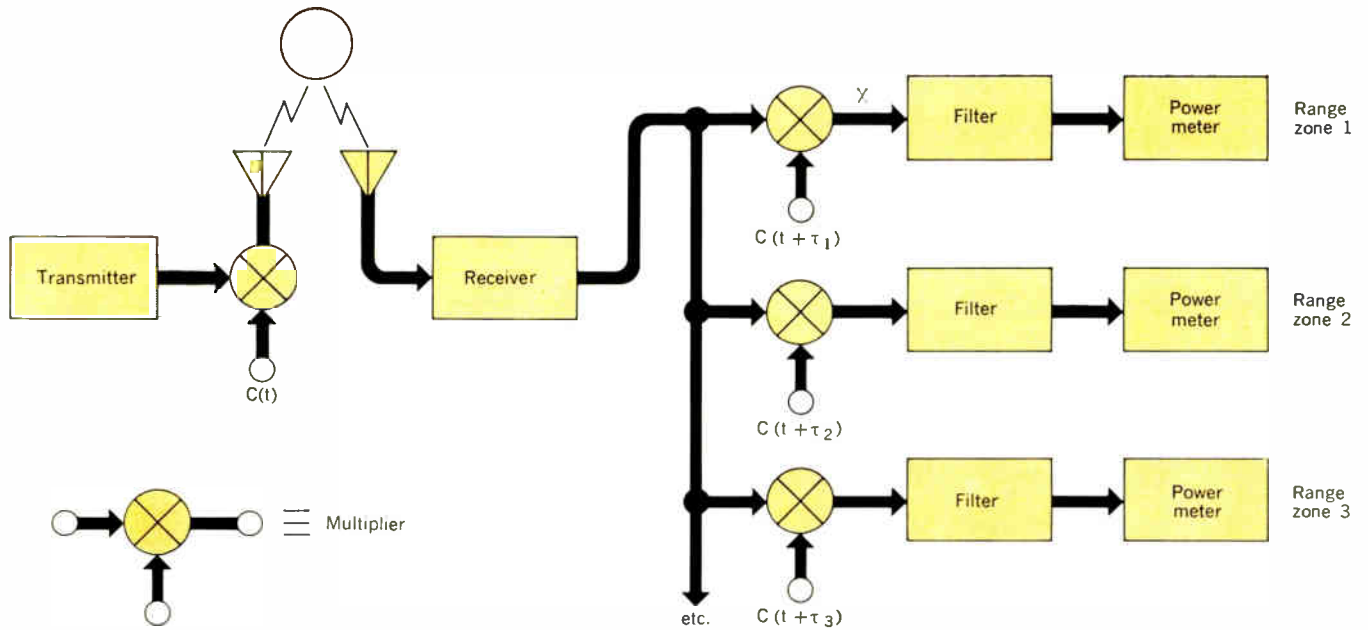 χ
Filter
Power
meter
Range
zone 1
C (t + τ1)
Transmitter
Receiver
C(t)
Filter
Power
meter
Range
zone 2
C (t + τ2)
Filter
Power
meter
Range
zone 3
Multiplier
etc.
C (t + τ3)